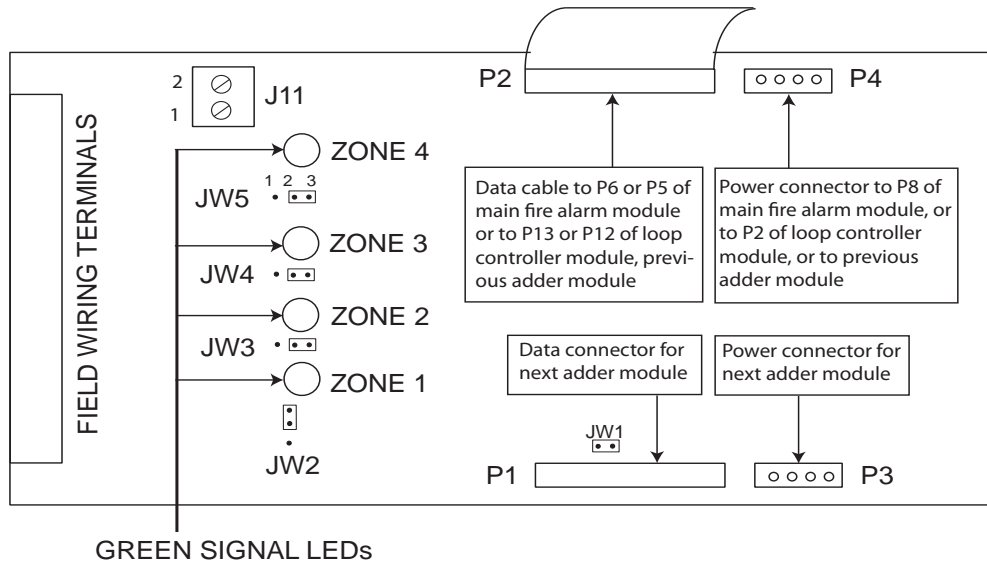 P2
P4
2
1
J11
FIELD WIRING TERMINALS
ZONE 4
1 2 3
JW5
ZONE 3
JW4
ZONE 2
JW3
ZONE 1
JW2
Data cable to P6 or P5 of
main fire alarm module
or to P13 or P12 of loop
controller module, previ-
ous adder module
Power connector to P8 of
main fire alarm module, or
to P2 of loop controller
module, or to previous
adder module
Data connector for
next adder module
Power connector for
next adder module
JW1
P1
P3
GREEN SIGNAL LEDs